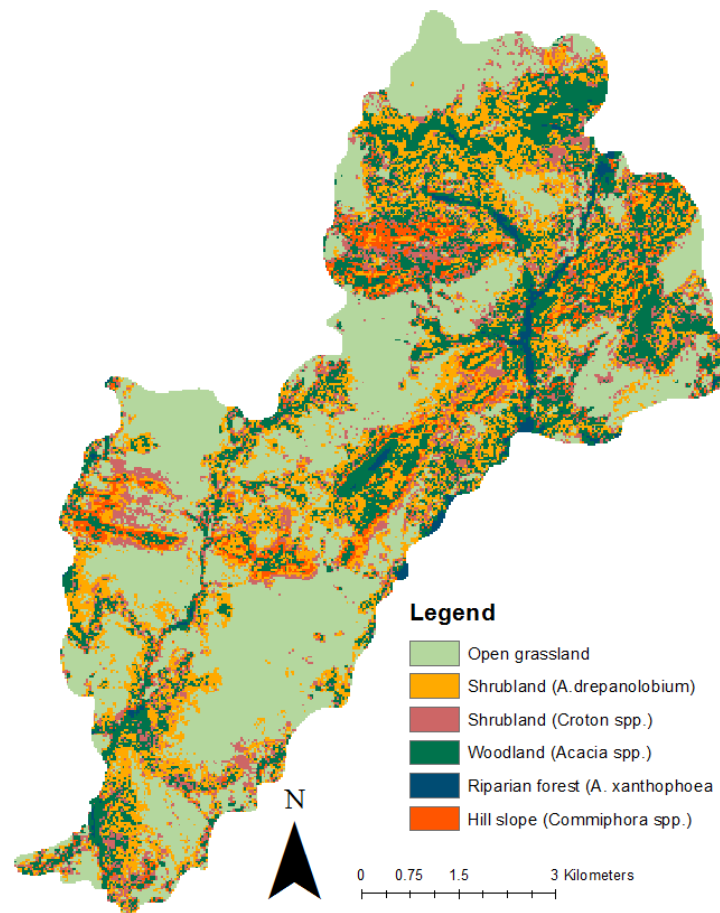 Legend
Open grassland
Shrubland (A.drepanolobium)
Shrubland (Croton spp.)
Woodland (Acacia spp.)
Riparian forest (A. xanthophoea
Hill slope (Commiphora spp.)
N
0 0.75 1.5 3 Kilometers